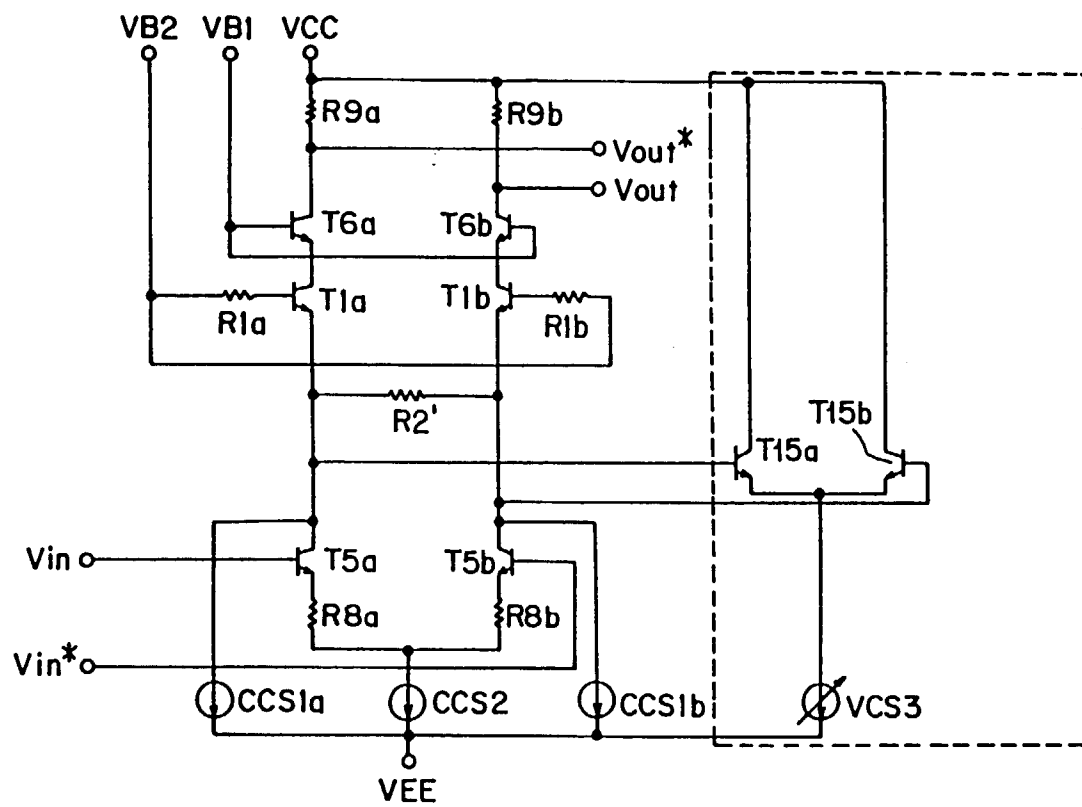 VB2 VB1 VCC
R9a R9b
Vout*
Vout
T6a T6b
T1a T1b
R1a R1b
R2'
T15b
T15a
Vin T5a T5b
R8a R8b
Vin*
CCS1a CCS2 CCS1b VCS3
VEE